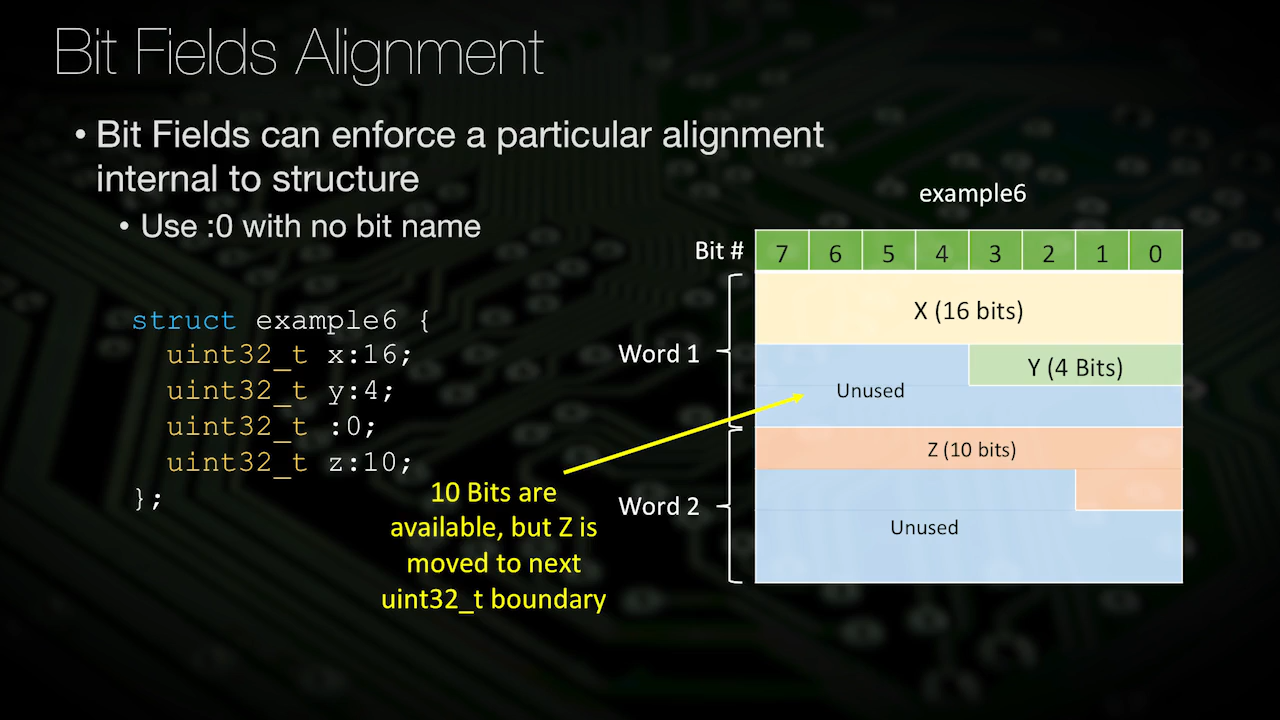 Bit Fields Alignment
• Bit Fields can enforce a particular alignment
internal to structure
• Use :0 with no bit name
struct example6 {
uint32_t x:16;
uint32_t y:4;
uint32_t :0;
uint32_t z:10;
};
10 Bits are
available, but Z is
moved to next
uint32_t boundary
example6
Bit # 7 6 5 4 3 2 1 0
X (16 bits)
Word 1
Y (4 Bits)
Unused
Z (10 bits)
Word 2
Unused